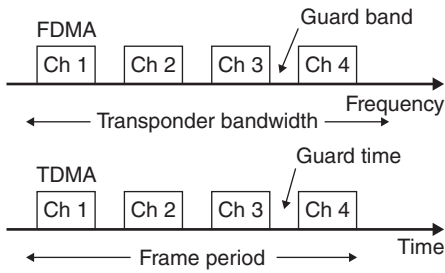 Guard band
FDMA
Ch 1 Ch 2 Ch 3 Ch 4
Frequency
Transponder bandwidth
Guard time
TDMA
Ch 1 Ch 2 Ch 3 Ch 4
Time
Frame period